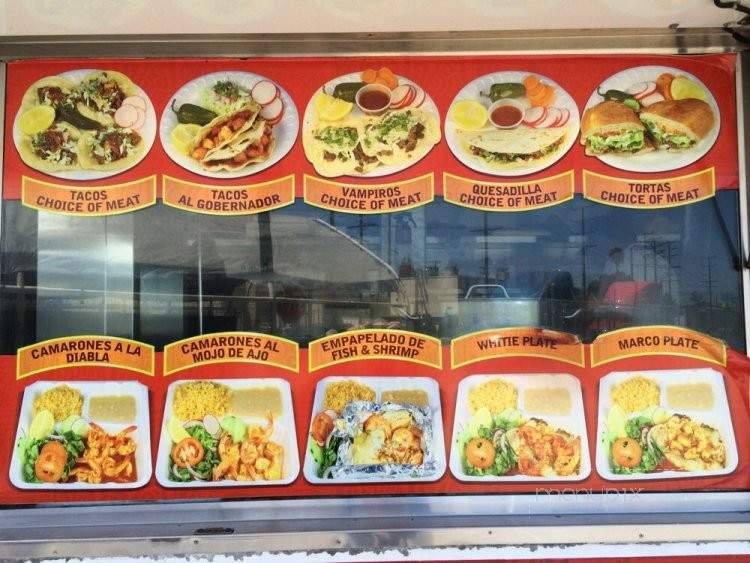 TACOS
CHOICE OF MEAT
TACOS
AL GOBERNADOR
VAMPIROS
CHOICE OF MEAT
QUESADILLA
CHOICE OF MEAT
TORTAS
CHOICE OF MEAT
CAMARONES A LA
DIABLA
CAMARONES AL
MOJO DE AJO
EMPAPELADO DE
FISH & SHRIMP
WHITIE PLATE
MARCO PLATE
menupix